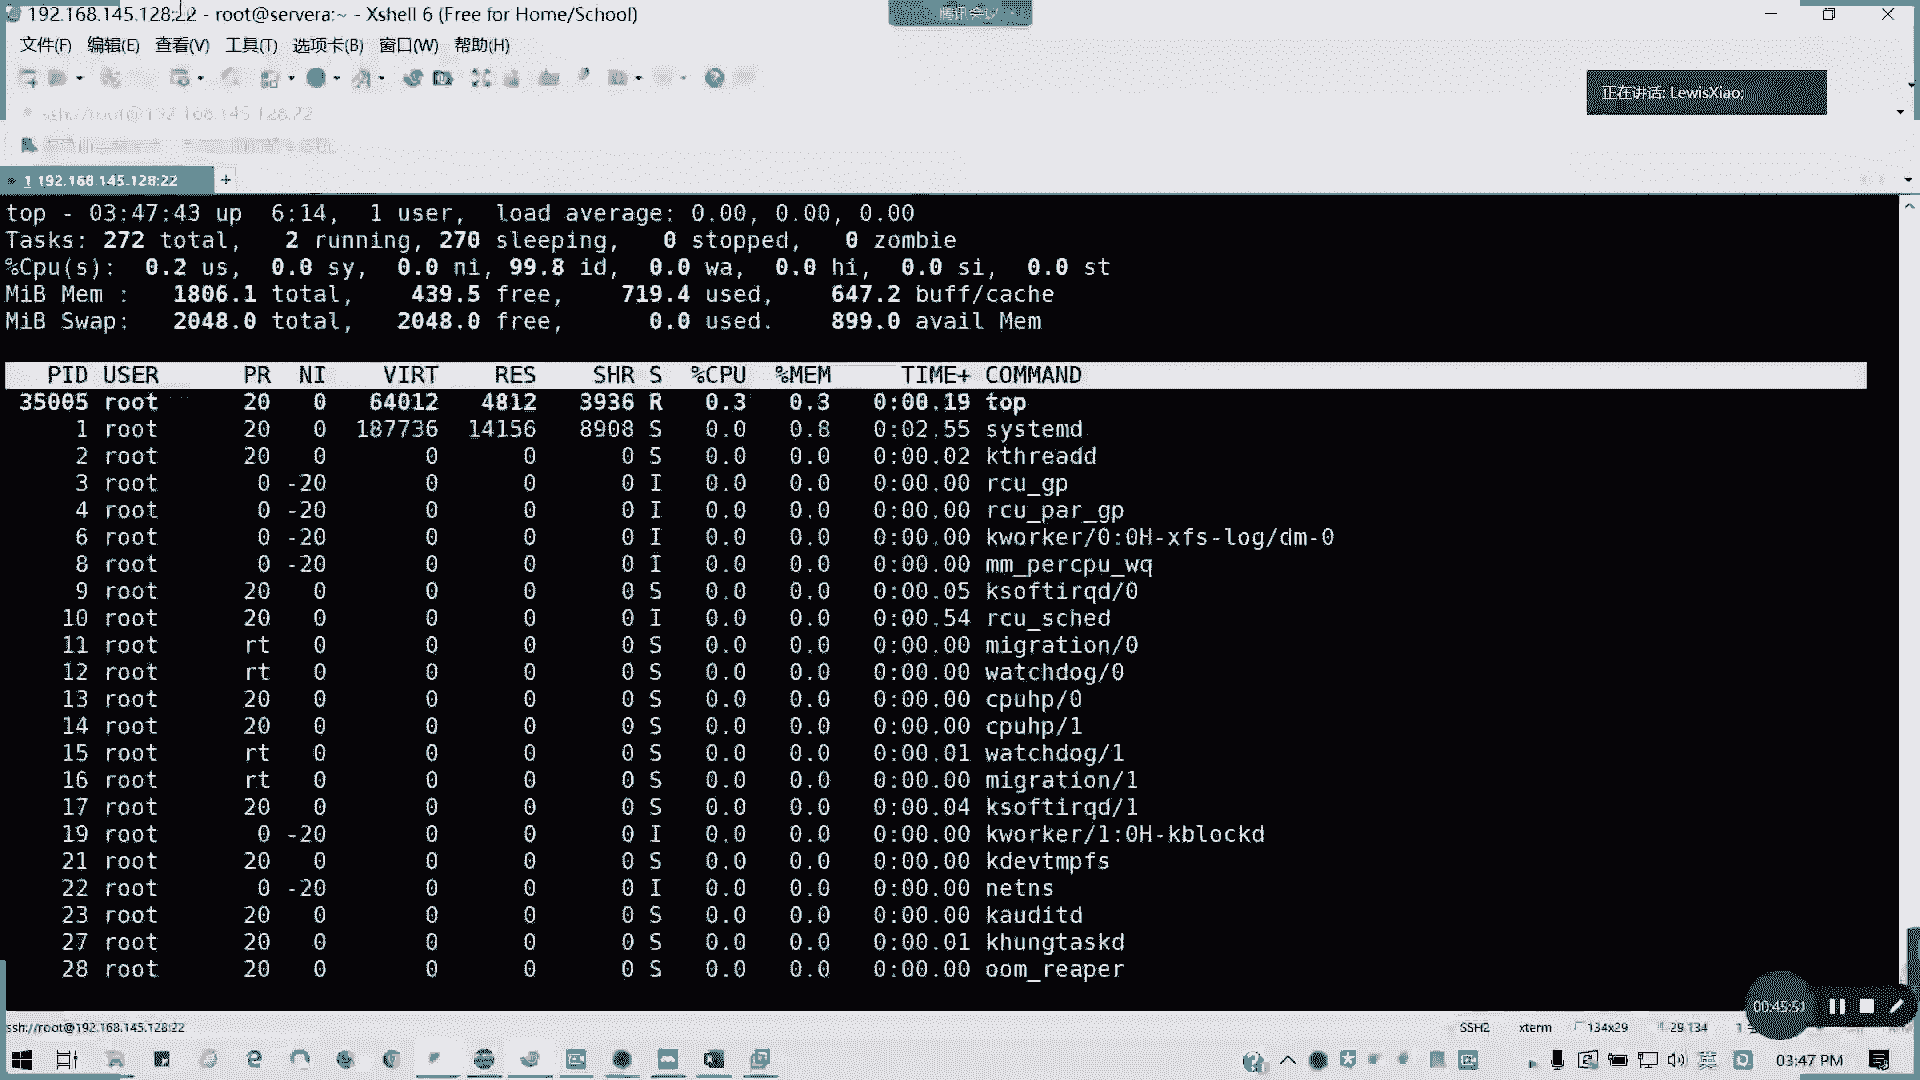 192.168.145.128:22 - root@servera:~ - Xshell 6 (Free for Home/School)
腾讯会议
文件(F) 编辑(E) 查看(V) 工具(T) 选项卡(B) 窗口(W) 帮助(H)
正在讲话: LewisXiao;
ssh://root@192.168.145.128:22
1 192.168.145.128:22 +
top - 03:47:43 up  6:14,  1 user,  load average: 0.00, 0.00, 0.00
Tasks: 272 total,   2 running, 270 sleeping,   0 stopped,   0 zombie
%Cpu(s):  0.2 us,  0.0 sy,  0.0 ni, 99.8 id,  0.0 wa,  0.0 hi,  0.0 si,  0.0 st
MiB Mem :   1806.1 total,    439.5 free,    719.4 used,    647.2 buff/cache
MiB Swap:   2048.0 total,   2048.0 free,      0.0 used.    899.0 avail Mem
PID USER PR NI VIRT RES SHR S %CPU %MEM TIME+ COMMAND
35005 root 20 0 64012 4812 3936 R 0.3 0.3 0:00.19 top
1 root 20 0 187736 14156 8908 S 0.0 0.8 0:02.55 systemd
2 root 20 0 0 0 0 S 0.0 0.0 0:00.02 kthreadd
3 root 0 -20 0 0 0 I 0.0 0.0 0:00.00 rcu_gp
4 root 0 -20 0 0 0 I 0.0 0.0 0:00.00 rcu_par_gp
6 root 0 -20 0 0 0 I 0.0 0.0 0:00.00 kworker/0:0H-xfs-log/dm-0
8 root 0 -20 0 0 0 I 0.0 0.0 0:00.00 mm_percpu_wq
9 root 20 0 0 0 0 S 0.0 0.0 0:00.05 ksoftirqd/0
10 root 20 0 0 0 0 I 0.0 0.0 0:00.54 rcu_sched
11 root rt 0 0 0 0 S 0.0 0.0 0:00.00 migration/0
12 root rt 0 0 0 0 S 0.0 0.0 0:00.00 watchdog/0
13 root 20 0 0 0 0 S 0.0 0.0 0:00.00 cpuhp/0
14 root 20 0 0 0 0 S 0.0 0.0 0:00.00 cpuhp/1
15 root rt 0 0 0 0 S 0.0 0.0 0:00.01 watchdog/1
16 root rt 0 0 0 0 S 0.0 0.0 0:00.00 migration/1
17 root 20 0 0 0 0 S 0.0 0.0 0:00.04 ksoftirqd/1
19 root 0 -20 0 0 0 I 0.0 0.0 0:00.00 kworker/1:0H-kblockd
21 root 20 0 0 0 0 S 0.0 0.0 0:00.00 kdevtmpfs
22 root 0 -20 0 0 0 I 0.0 0.0 0:00.00 netns
23 root 20 0 0 0 0 S 0.0 0.0 0:00.00 kauditd
27 root 20 0 0 0 0 S 0.0 0.0 0:00.01 khungtaskd
28 root 20 0 0 0 0 S 0.0 0.0 0:00.00 oom_reaper
00:45:51
ssh://root@192.168.145.128:22 SSH2 xterm 134x29 29,134
英 03:47 PM